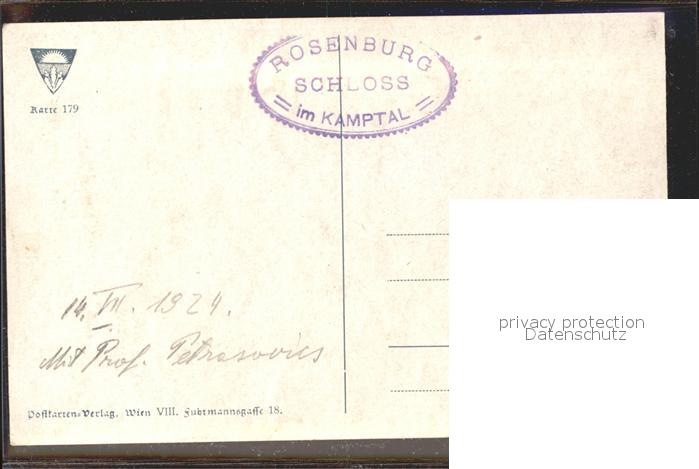 ROSENBURG
SCHLOSS
im KAMPTAL
Karte 179
14. VII. 1924.
Mit Prof. Petrasovics
Postkarten=Verlag, Wien VIII. Fuhrmannsgasse 18.
privacy protection
Datenschutz